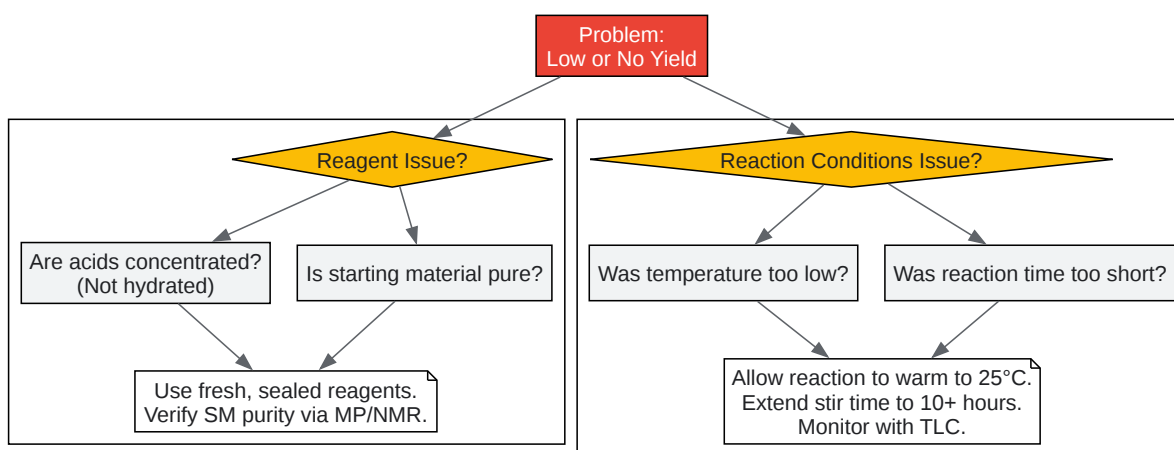 Problem:
Low or No Yield
Reagent Issue?
Reaction Conditions Issue?
Are acids concentrated?
(Not hydrated)
Is starting material pure?
Was temperature too low?
Was reaction time too short?
Use fresh, sealed reagents.
Verify SM purity via MP/NMR.
Allow reaction to warm to 25°C.
Extend stir time to 10+ hours.
Monitor with TLC.